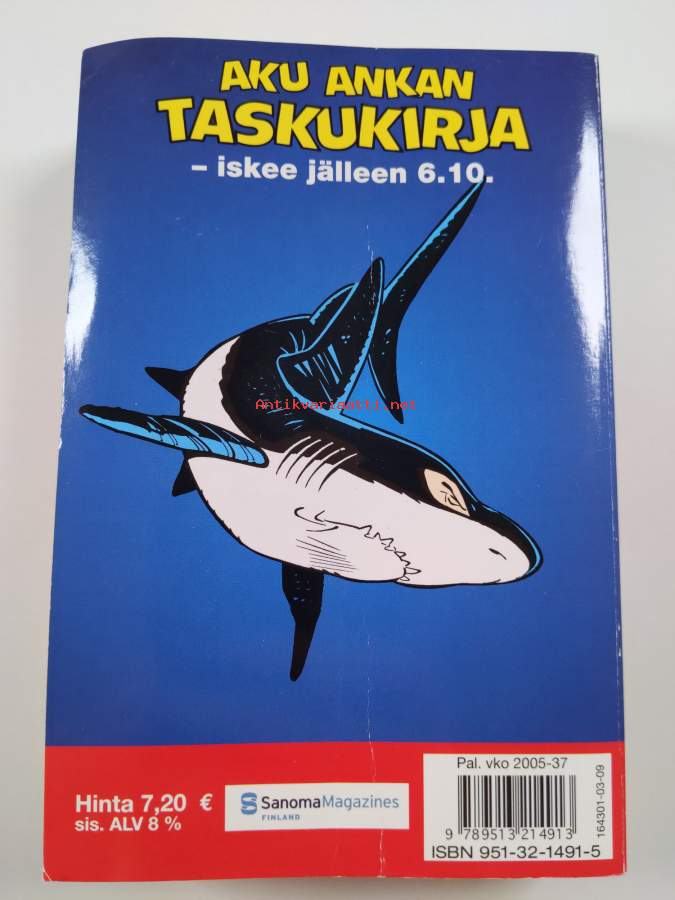 AKU ANKAN
TASKUKIRJA
– iskee jälleen 6.10.
Antikvariaatti.net
Hinta 7,20 €
sis. ALV 8 %
S SanomaMagazines
FINLAND
Pal. vko 2005-37
9 789513 214913
ISBN 951-32-1491-5
164301-03-09